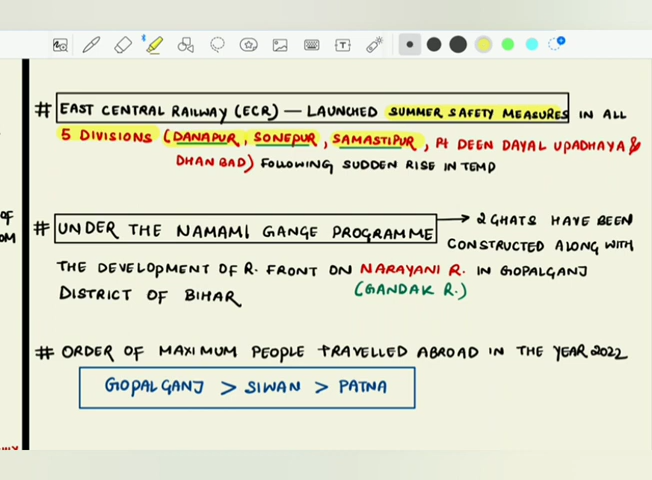 # EAST CENTRAL RAILWAY (ECR) — LAUNCHED SUMMER SAFETY MEASURES IN ALL
5 DIVISIONS (DANAPUR, SONEPUR, SAMASTIPUR, Pt DEEN DAYAL UPADHAYA &
DHANBAD) FOLLOWING SUDDEN RISE IN TEMP
OF
OM
# UNDER THE NAMAMI GANGE PROGRAMME → 2 GHATS HAVE BEEN
CONSTRUCTED ALONG WITH
THE DEVELOPMENT OF R. FRONT ON NARAYANI R. IN GOPALGANJ
DISTRICT OF BIHAR (GANDAK R.)
# ORDER OF MAXIMUM PEOPLE TRAVELLED ABROAD IN THE YEAR 2022
GOPALGANJ > SIWAN > PATNA